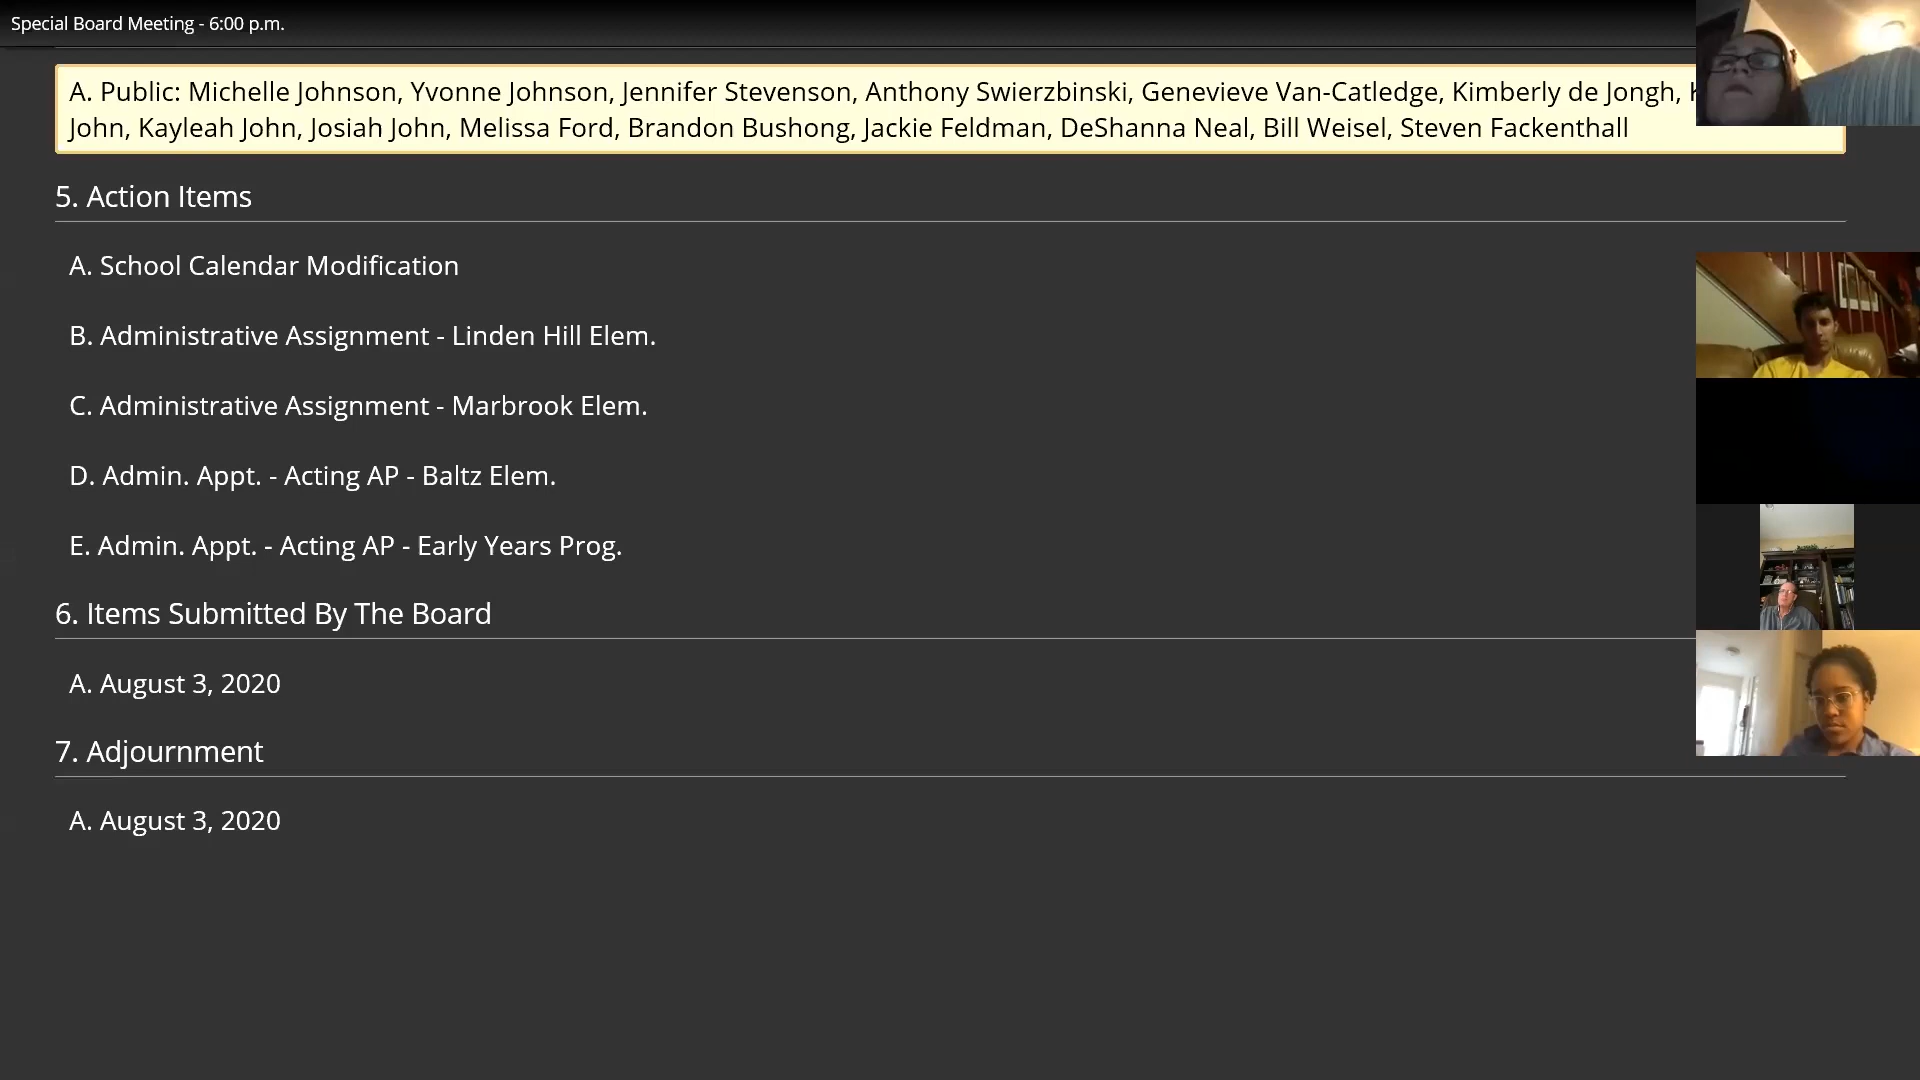 Special Board Meeting - 6:00 p.m.
A. Public: Michelle Johnson, Yvonne Johnson, Jennifer Stevenson, Anthony Swierzbinski, Genevieve Van-Catledge, Kimberly de Jongh,
John, Kayleah John, Josiah John, Melissa Ford, Brandon Bushong, Jackie Feldman, DeShanna Neal, Bill Weisel, Steven Fackenthall
5. Action Items
A. School Calendar Modification
B. Administrative Assignment - Linden Hill Elem.
C. Administrative Assignment - Marbrook Elem.
D. Admin. Appt. - Acting AP - Baltz Elem.
E. Admin. Appt. - Acting AP - Early Years Prog.
6. Items Submitted By The Board
A. August 3, 2020
7. Adjournment
A. August 3, 2020